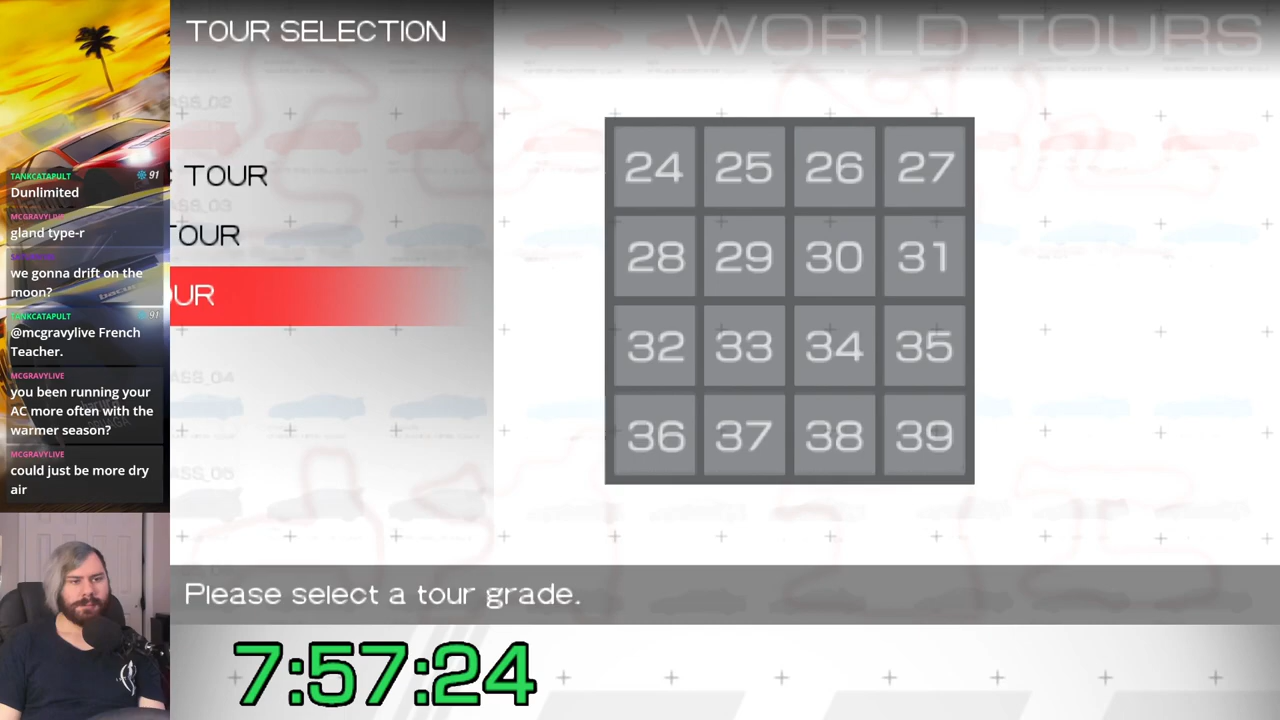 TOUR SELECTION
WORLD TOURS
TOUR
TOUR
OUR
24 25 26 27
28 29 30 31
32 33 34 35
36 37 38 39
Please select a tour grade.
7:57:24
TANKCATAPULT 91
Dunlimited
MCGRAVYLIVE
gland type-r
we gonna drift on the
moon?
TANKCATAPULT 91
@mcgravylive French
Teacher.
MCGRAVYLIVE
you been running your
AC more often with the
warmer season?
MCGRAVYLIVE
could just be more dry
air